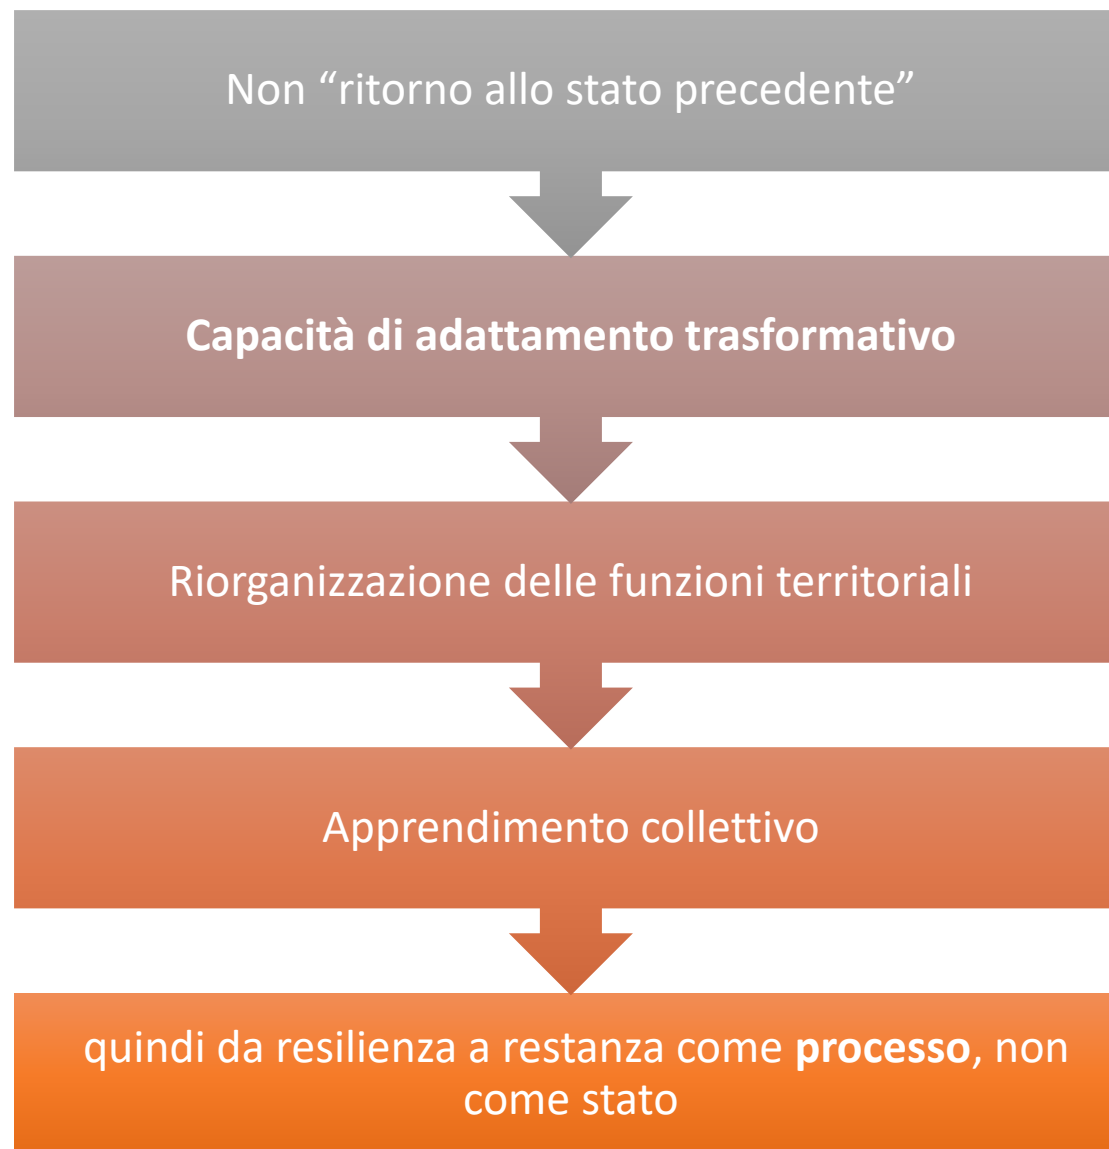 Non “ritorno allo stato precedente”
Capacità di adattamento trasformativo
Riorganizzazione delle funzioni territoriali
Apprendimento collettivo
quindi da resilienza a restanza come processo, non
come stato